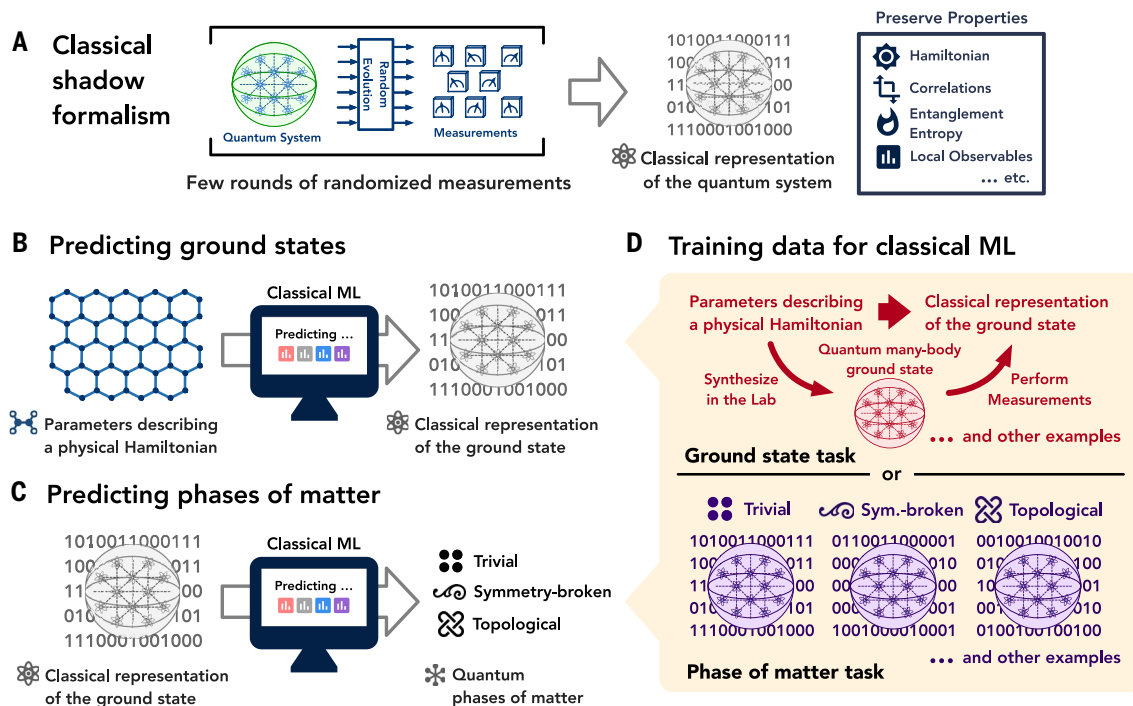 A Classical
shadow
formalism
Quantum System
Random
Evolution
Measurements
Few rounds of randomized measurements
1010011000111
1111000100100
Classical representation
of the quantum system
Preserve Properties
Hamiltonian
Correlations
Entanglement
Entropy
Local Observables
... etc.
B Predicting ground states
Classical ML
Predicting ...
Parameters describing
a physical Hamiltonian
1010011000111
1110001001000
Classical representation
of the ground state
C Predicting phases of matter
1010011000111
1110001001000
Classical representation
of the ground state
Classical ML
Predicting ...
Trivial
Symmetry-broken
Topological
Quantum
phases of matter
D Training data for classical ML
Parameters describing
a physical Hamiltonian
Classical representation
of the ground state
Quantum many-body
ground state
Synthesize
in the Lab
Perform
Measurements
... and other examples
Ground state task
or
Trivial
Sym.-broken
Topological
1010011000111
0110011000001
0010010010010
1110001001000
1001000010001
0100100100100
... and other examples
Phase of matter task